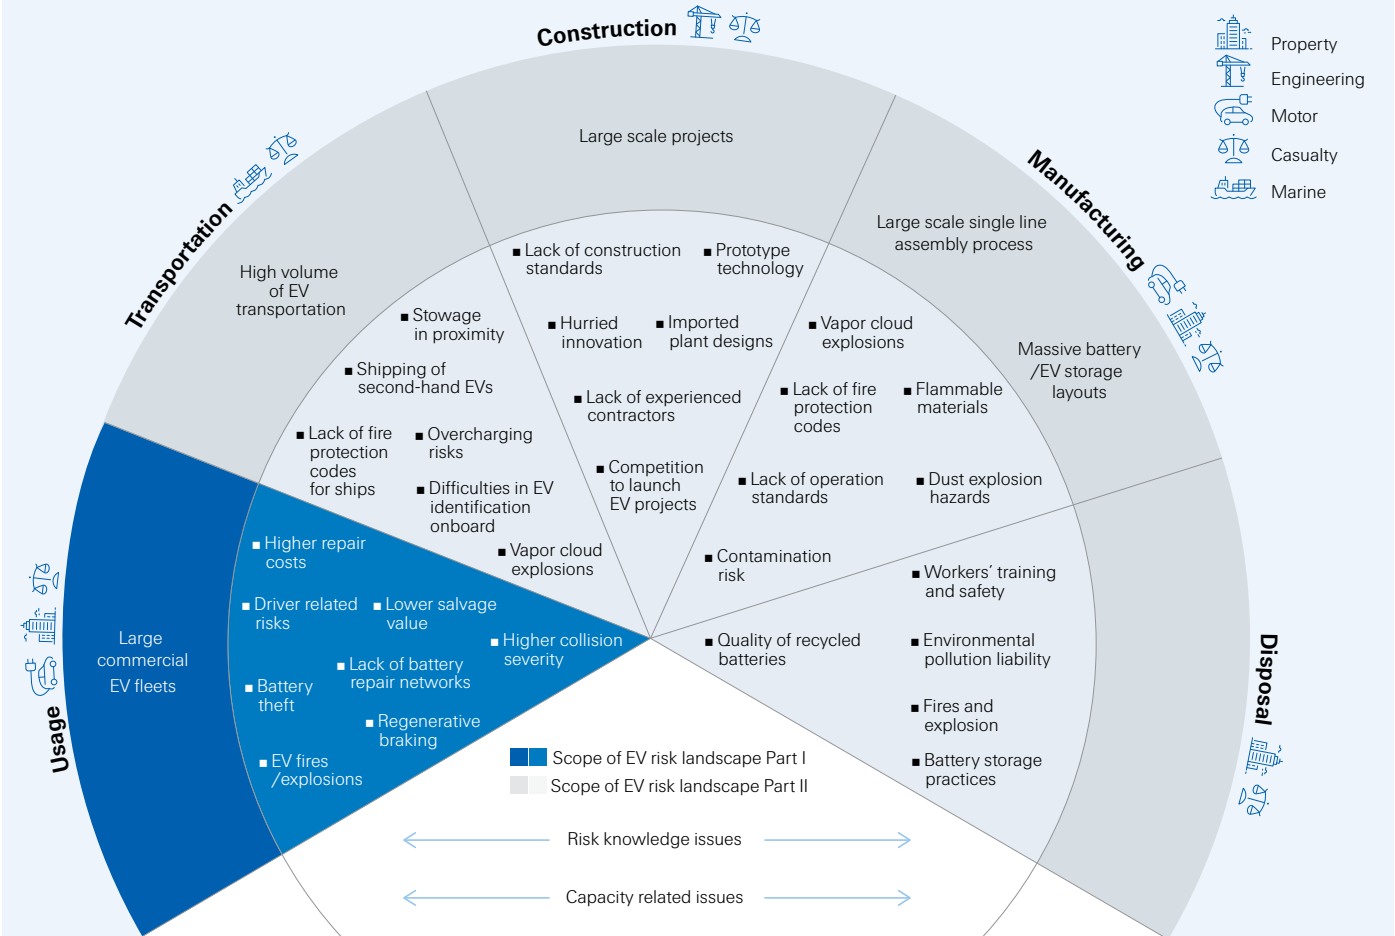 Construction
Property
Engineering
Motor
Casualty
Marine
Transportation
Manufacturing
Large scale projects
Large scale single line
assembly process
High volume
of EV
transportation
Massive battery
/EV storage
layouts
▪ Lack of construction
standards
▪ Prototype
technology
▪ Hurried
innovation
▪ Imported
plant designs
▪ Lack of experienced
contractors
▪ Competition
to launch
EV projects
▪ Stowage
in proximity
▪ Shipping of
second-hand EVs
▪ Lack of fire
protection
codes
for ships
▪ Overcharging
risks
▪ Difficulties in EV
identification
onboard
▪ Vapor cloud
explosions
▪ Vapor cloud
explosions
▪ Lack of fire
protection
codes
▪ Flammable
materials
▪ Lack of operation
standards
▪ Dust explosion
hazards
▪ Contamination
risk
Usage
Large
commercial
EV fleets
▪ Higher repair
costs
▪ Driver related
risks
▪ Lower salvage
value
▪ Higher collision
severity
▪ Lack of battery
repair networks
▪ Battery
theft
▪ Regenerative
braking
▪ EV fires
/explosions
Disposal
▪ Workers’ training
and safety
▪ Quality of recycled
batteries
▪ Environmental
pollution liability
▪ Fires and
explosion
▪ Battery storage
practices
Scope of EV risk landscape Part I
Scope of EV risk landscape Part II
Risk knowledge issues
Capacity related issues